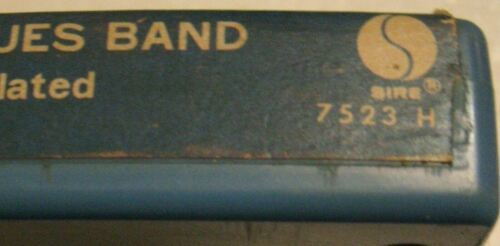 UES BAND
lated
SIRE®
7523 H